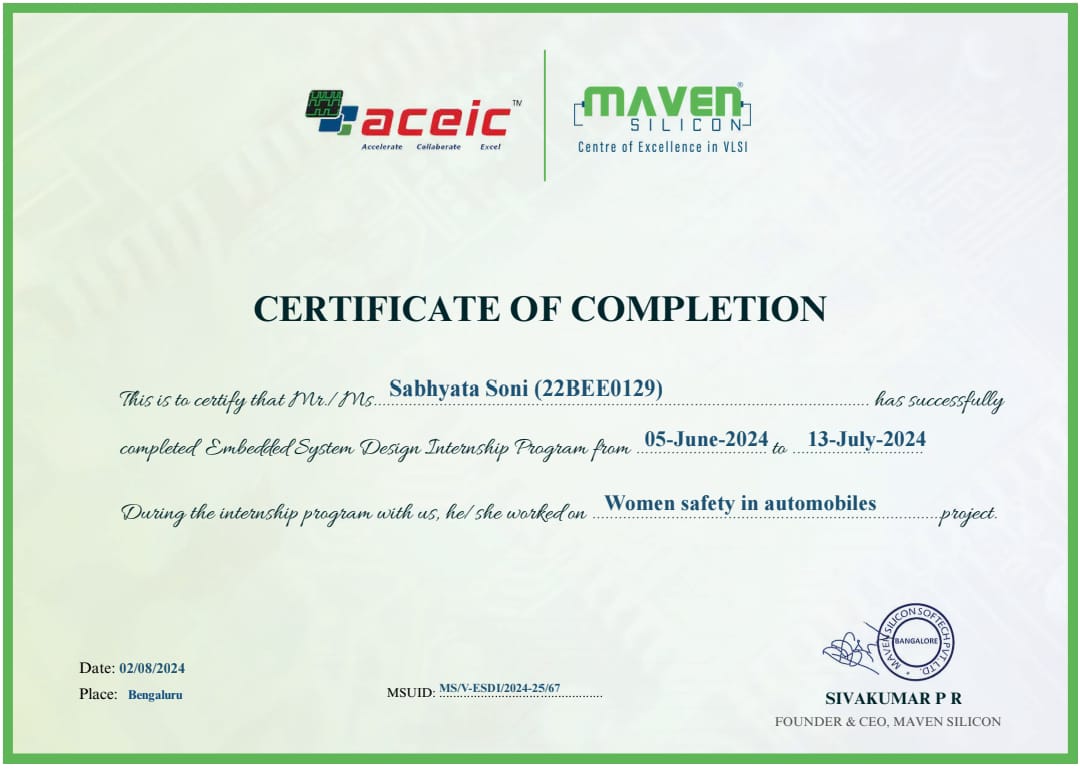 aceic™
Accelerate Collaborate Excel
MAVEN®
SILICON
Centre of Excellence in VLSI
CERTIFICATE OF COMPLETION
This is to certify that Mr./Ms. Sabhyata Soni (22BEE0129) has successfully
completed Embedded System Design Internship Program from 05-June-2024 to 13-July-2024
During the internship program with us, he/she worked on Women safety in automobiles project.
MAVEN SILICON SOFTECH PVT. LTD.
BANGALORE
Date: 02/08/2024
Place: Bengaluru
MSUID: MS/V-ESDI/2024-25/67
SIVAKUMAR P R
FOUNDER & CEO, MAVEN SILICON